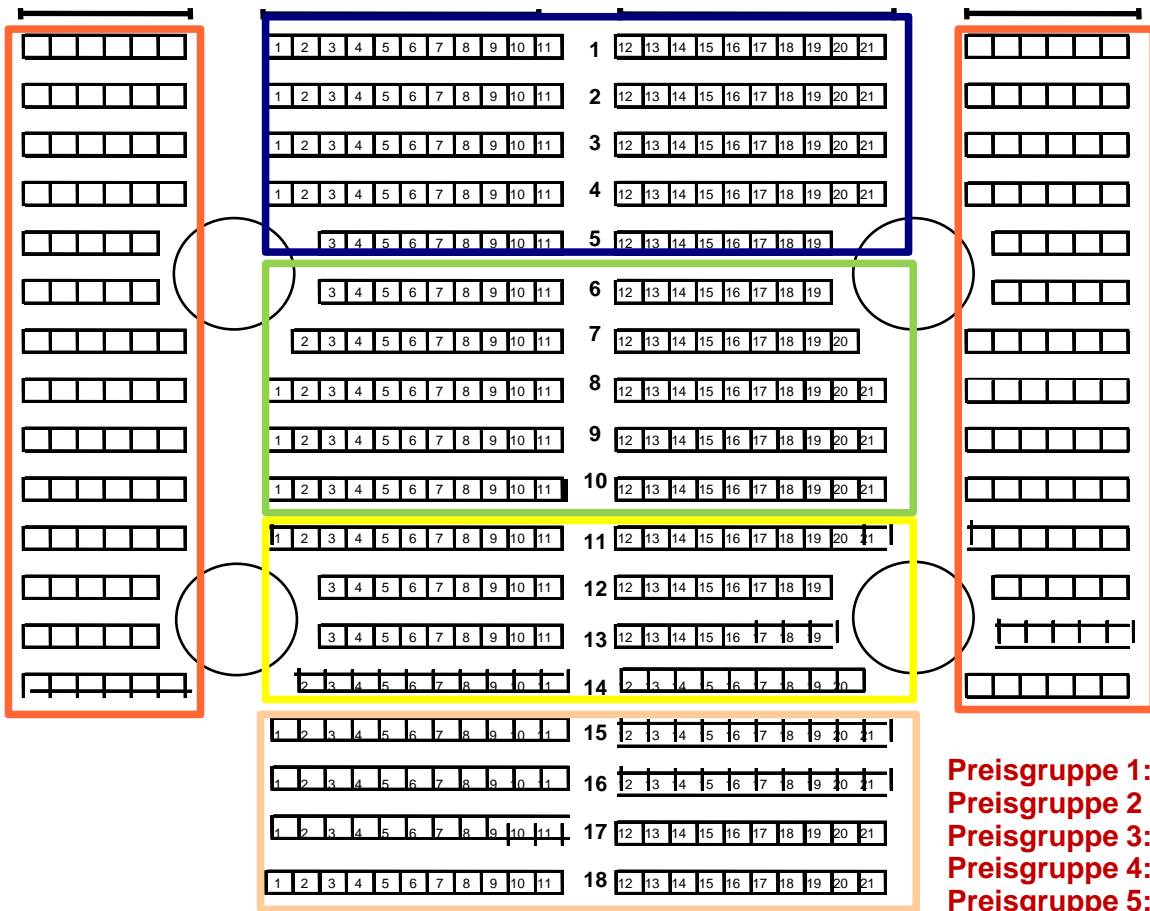 1 2 3 4 5 6 7 8 9 10 11 1 12 13 14 15 16 17 18 19 20 21
1 2 3 4 5 6 7 8 9 10 11 2 12 13 14 15 16 17 18 19 20 21
1 2 3 4 5 6 7 8 9 10 11 3 12 13 14 15 16 17 18 19 20 21
1 2 3 4 5 6 7 8 9 10 11 4 12 13 14 15 16 17 18 19 20 21
3 4 5 6 7 8 9 10 11 5 12 13 14 15 16 17 18 19
3 4 5 6 7 8 9 10 11 6 12 13 14 15 16 17 18 19
2 3 4 5 6 7 8 9 10 11 7 12 13 14 15 16 17 18 19 20
1 2 3 4 5 6 7 8 9 10 11 8 12 13 14 15 16 17 18 19 20 21
1 2 3 4 5 6 7 8 9 10 11 9 12 13 14 15 16 17 18 19 20 21
1 2 3 4 5 6 7 8 9 10 11 10 12 13 14 15 16 17 18 19 20 21
1 2 3 4 5 6 7 8 9 10 11 11 12 13 14 15 16 17 18 19 20 21
3 4 5 6 7 8 9 10 11 12 12 13 14 15 16 17 18 19
3 4 5 6 7 8 9 10 11 13 12 13 14 15 16 17 18 19
2 3 4 5 6 7 8 9 10 11 14 12 13 14 15 16 17 18 19 20
1 2 3 4 5 6 7 8 9 10 11 15 12 13 14 15 16 17 18 19 20 21
1 2 3 4 5 6 7 8 9 10 11 16 12 13 14 15 16 17 18 19 20 21
1 2 3 4 5 6 7 8 9 10 11 17 12 13 14 15 16 17 18 19 20 21
1 2 3 4 5 6 7 8 9 10 11 18 12 13 14 15 16 17 18 19 20 21
Preisgruppe 1:
Preisgruppe 2
Preisgruppe 3:
Preisgruppe 4:
Preisgruppe 5: